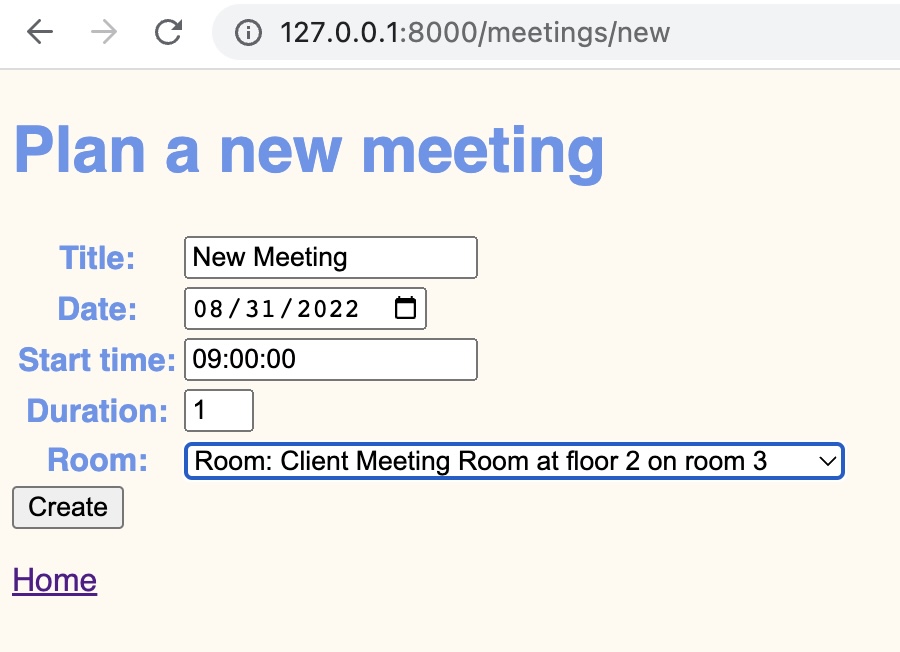 127.0.0.1:8000/meetings/new
Plan a new meeting
Title: New Meeting
Date: 08/31/2022
Start time: 09:00:00
Duration: 1
Room: Room: Client Meeting Room at floor 2 on room 3
Create
Home